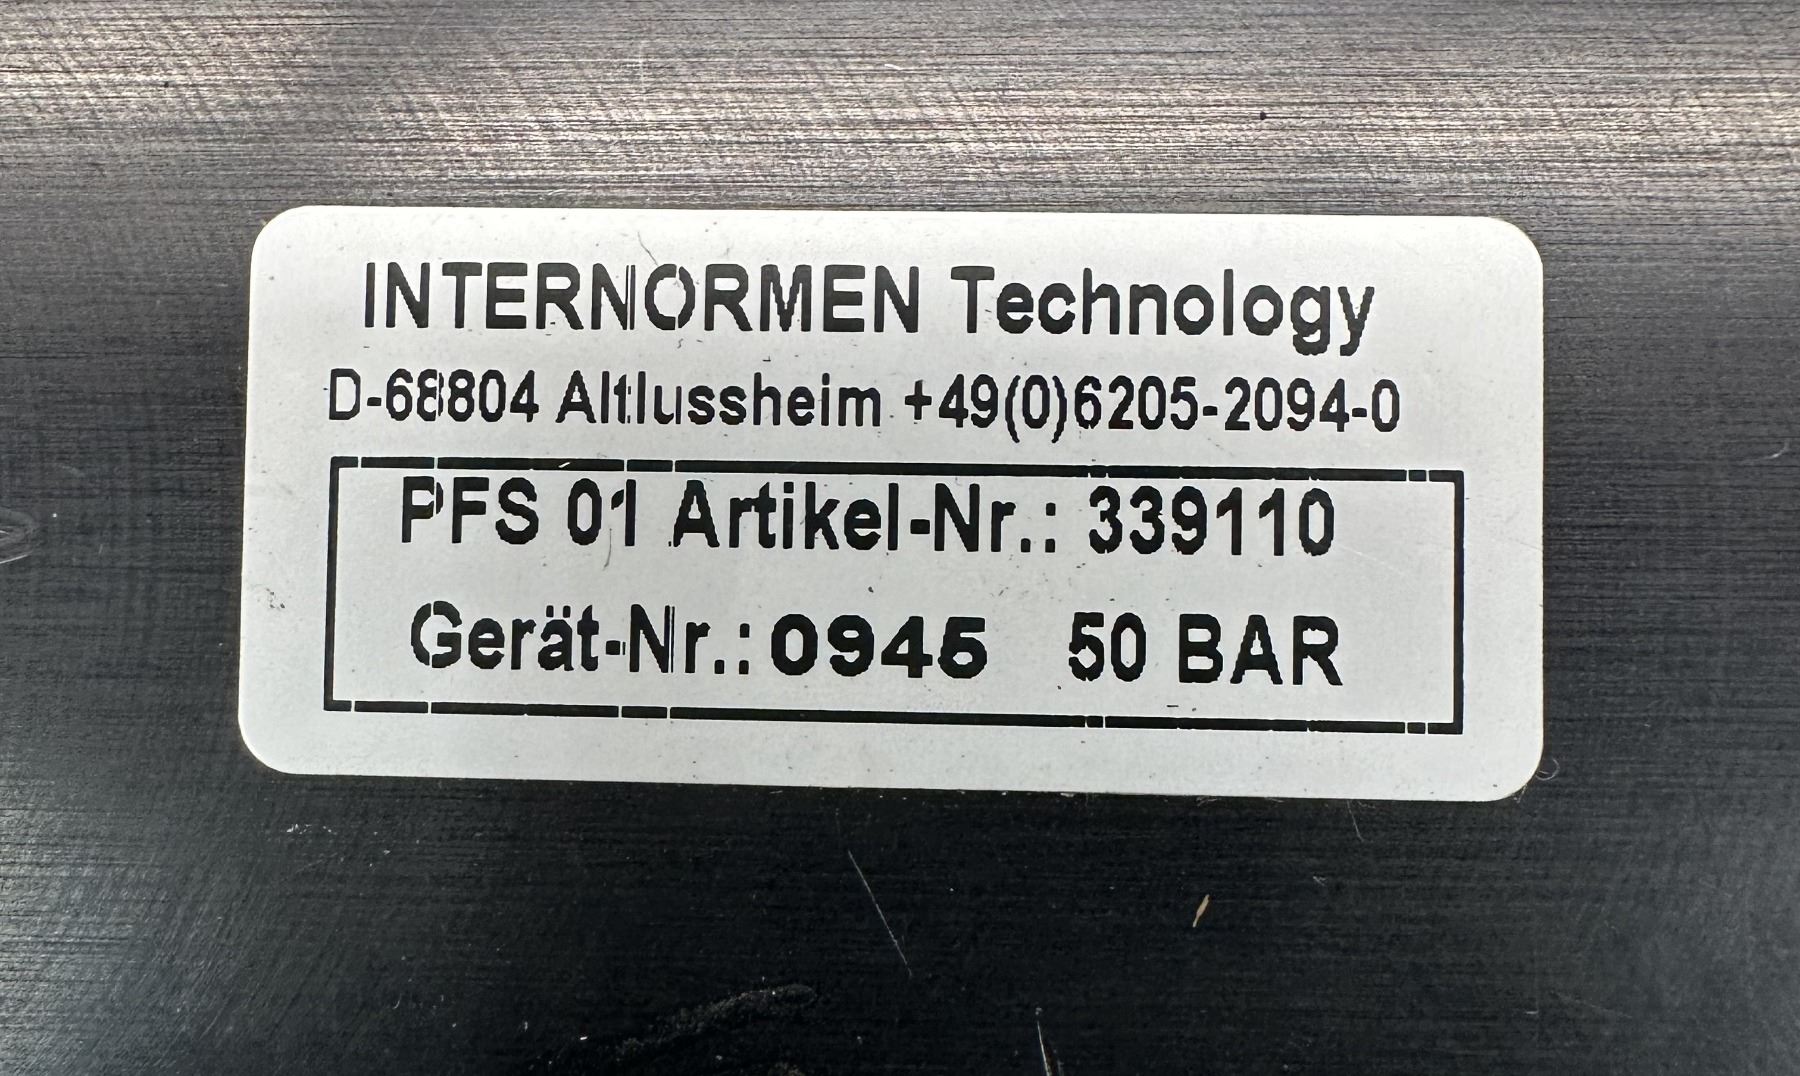 INTERNORMEN Technology
D-68804 Altlussheim +49(0)6205-2094-0
PFS 01 Artikel-Nr.: 339110
Gerät-Nr.: 0945 50 BAR